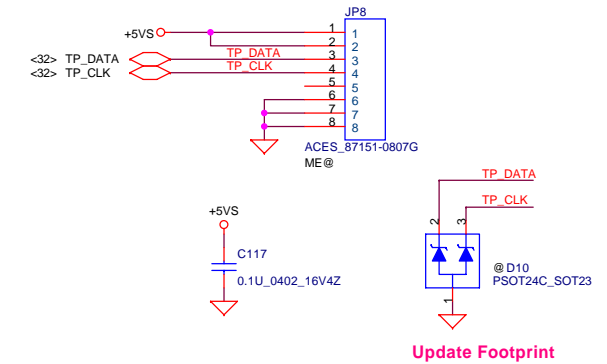 JP8
+5VS
1 1
2 2
<32> TP_DATA TP_DATA 3 3
<32> TP_CLK TP_CLK 4 4
5 5
6 6
7 7
8 8
ACES_87151-0807G
ME@
TP_DATA
TP_CLK
+5VS
2 3
C117
0.1U_0402_16V4Z
@ D10
PSOT24C_SOT23
1
Update Footprint